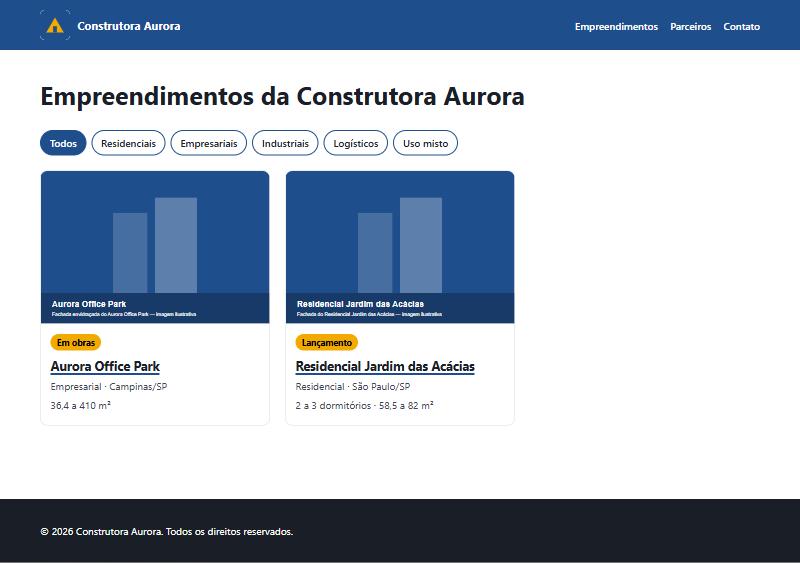 Construtora Aurora
Empreendimentos Parceiros Contato
Empreendimentos da Construtora Aurora
Todos Residenciais Empresariais Industriais Logísticos Uso misto
Aurora Office Park
Fachada envidraçada do Aurora Office Park — imagem ilustrativa
Em obras
Aurora Office Park
Empresarial · Campinas/SP
36,4 a 410 m²
Residencial Jardim das Acácias
Fachada do Residencial Jardim das Acácias — imagem ilustrativa
Lançamento
Residencial Jardim das Acácias
Residencial · São Paulo/SP
2 a 3 dormitórios · 58,5 a 82 m²
© 2026 Construtora Aurora. Todos os direitos reservados.